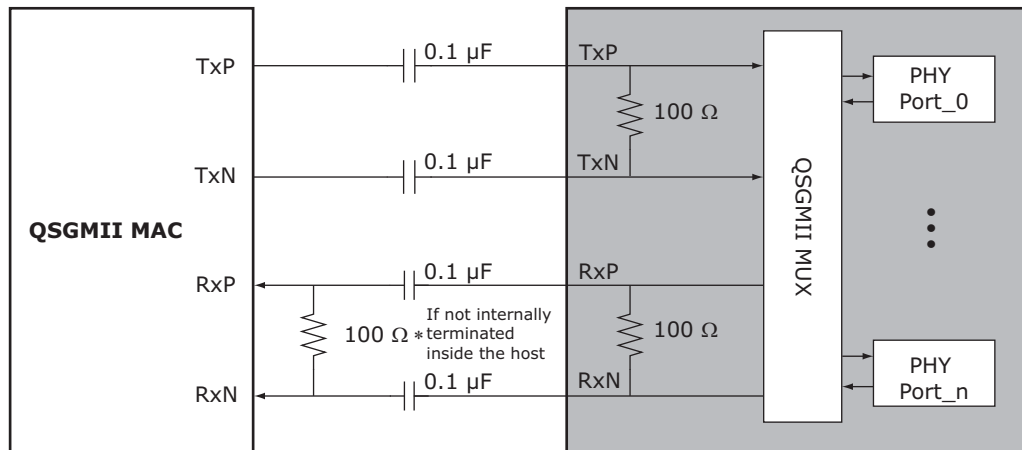 0.1 µF
TxP
TxP
PHY
Port_0
100 Ω
0.1 µF
TxN
TxN
QSGMII MAC
QSGMII MUX
0.1 µF
RxP
RxP
If not internally
100 Ω * terminated
inside the host
100 Ω
0.1 µF
RxN
RxN
PHY
Port_n